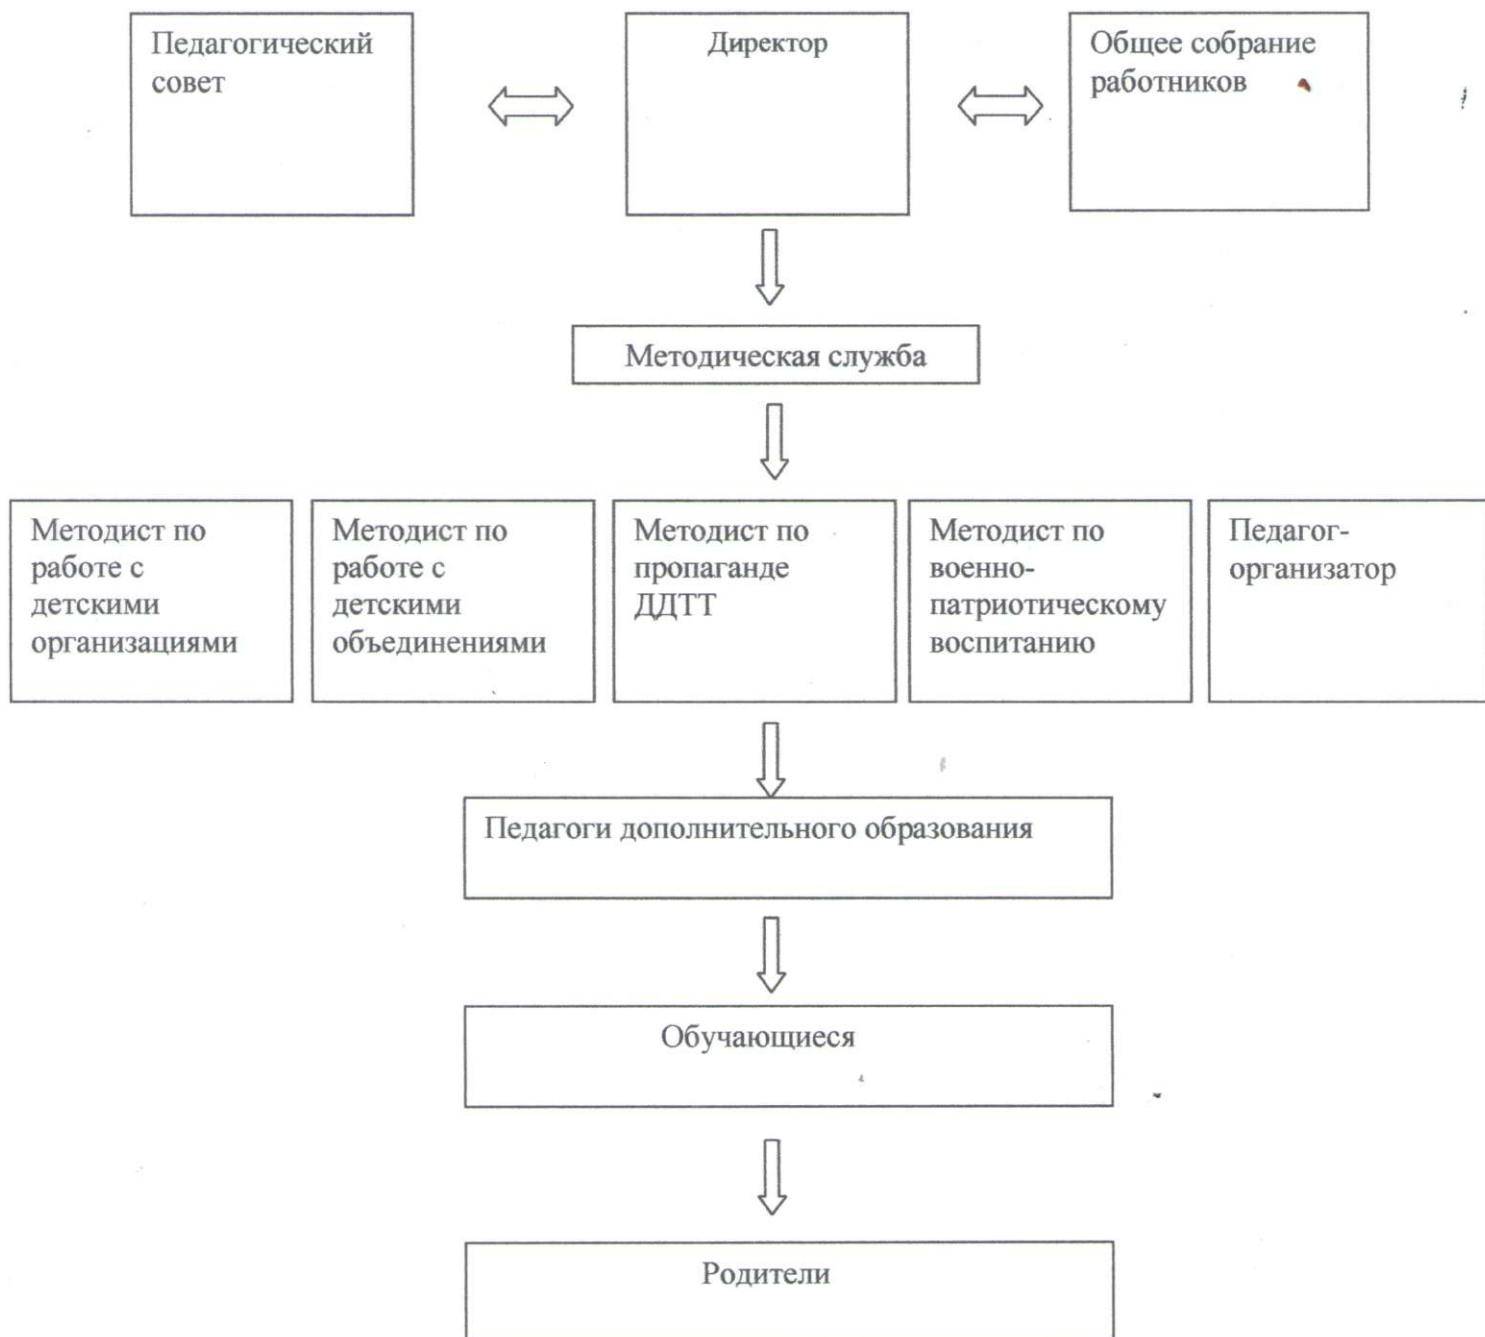 Педагогический
совет
Директор
Общее собрание
работников
Методическая служба
Методист по
работе с
детскими
организациями
Методист по
работе с
детскими
объединениями
Методист по
пропаганде
ДДТТ
Методист по
военно-
патриотическому
воспитанию
Педагог-
организатор
Педагоги дополнительного образования
Обучающиеся
Родители